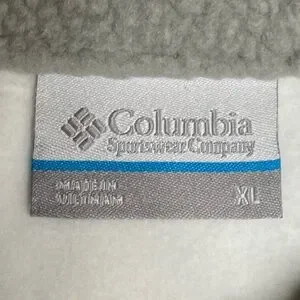 Columbia
Sportswear Company
MADE IN
VIETNAM
XL